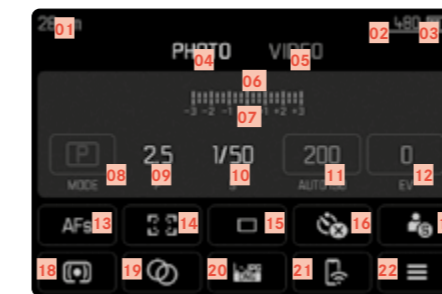 01 02 480 03
PHOTO VIDEO
04 05
06
-3 -2 -1 +1 +2 +3
07
P 2.5 1/50 200 0
08 09 10 11 12
MODE F S AUTO ISO EV
AFs 13 14 15 16
18 19 20 21 22